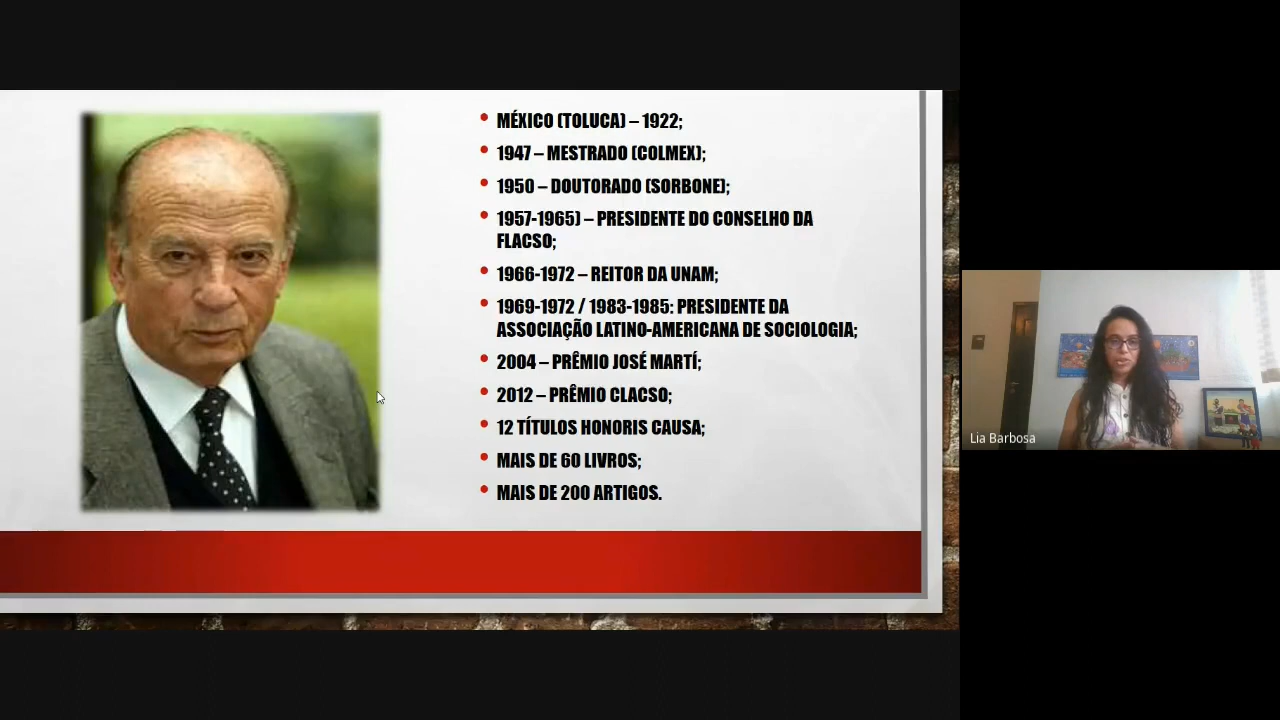 MÉXICO (TOLUCA) – 1922;
1947 – MESTRADO (COLMEX);
1950 – DOUTORADO (SORBONE);
1957-1965) – PRESIDENTE DO CONSELHO DA
FLACSO;
1966-1972 – REITOR DA UNAM;
1969-1972 / 1983-1985: PRESIDENTE DA
ASSOCIAÇÃO LATINO-AMERICANA DE SOCIOLOGIA;
2004 – PRÊMIO JOSÉ MARTÍ;
2012 – PRÊMIO CLACSO;
12 TÍTULOS HONORIS CAUSA;
MAIS DE 60 LIVROS;
MAIS DE 200 ARTIGOS.
Lia Barbosa